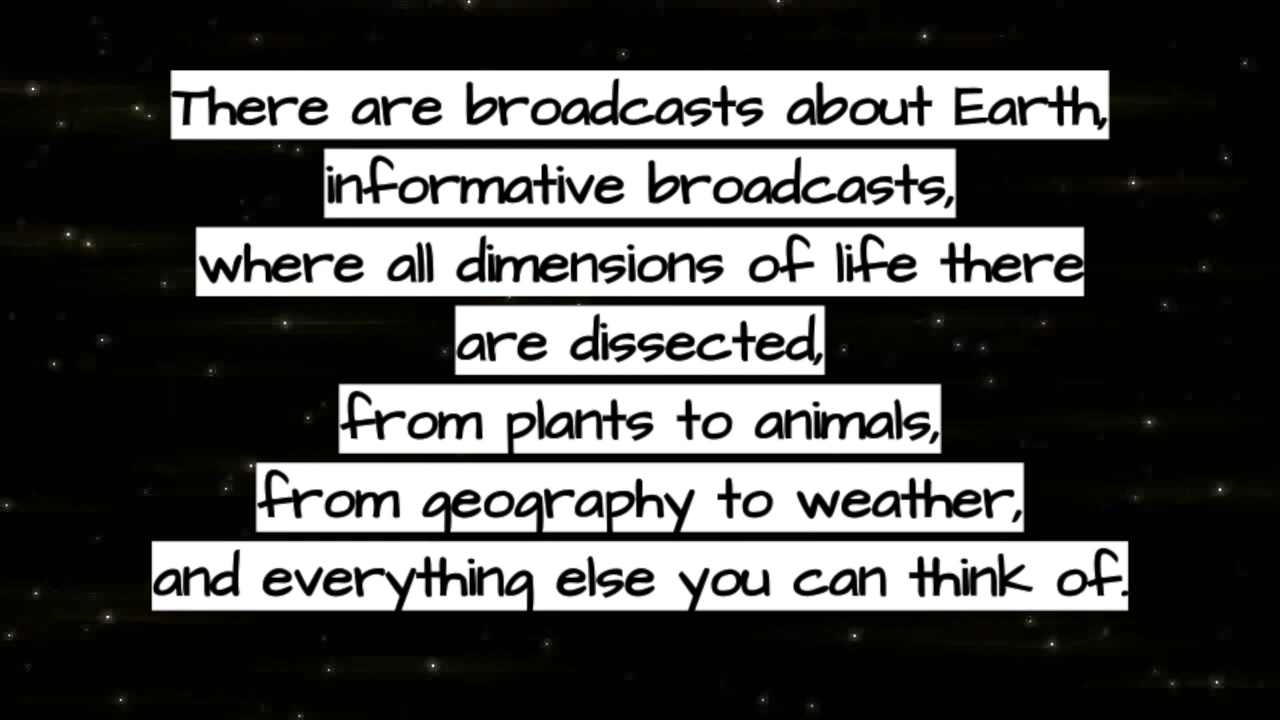 There are broadcasts about Earth,
informative broadcasts,
where all dimensions of life there
are dissected,
from plants to animals,
from geography to weather,
and everything else you can think of.